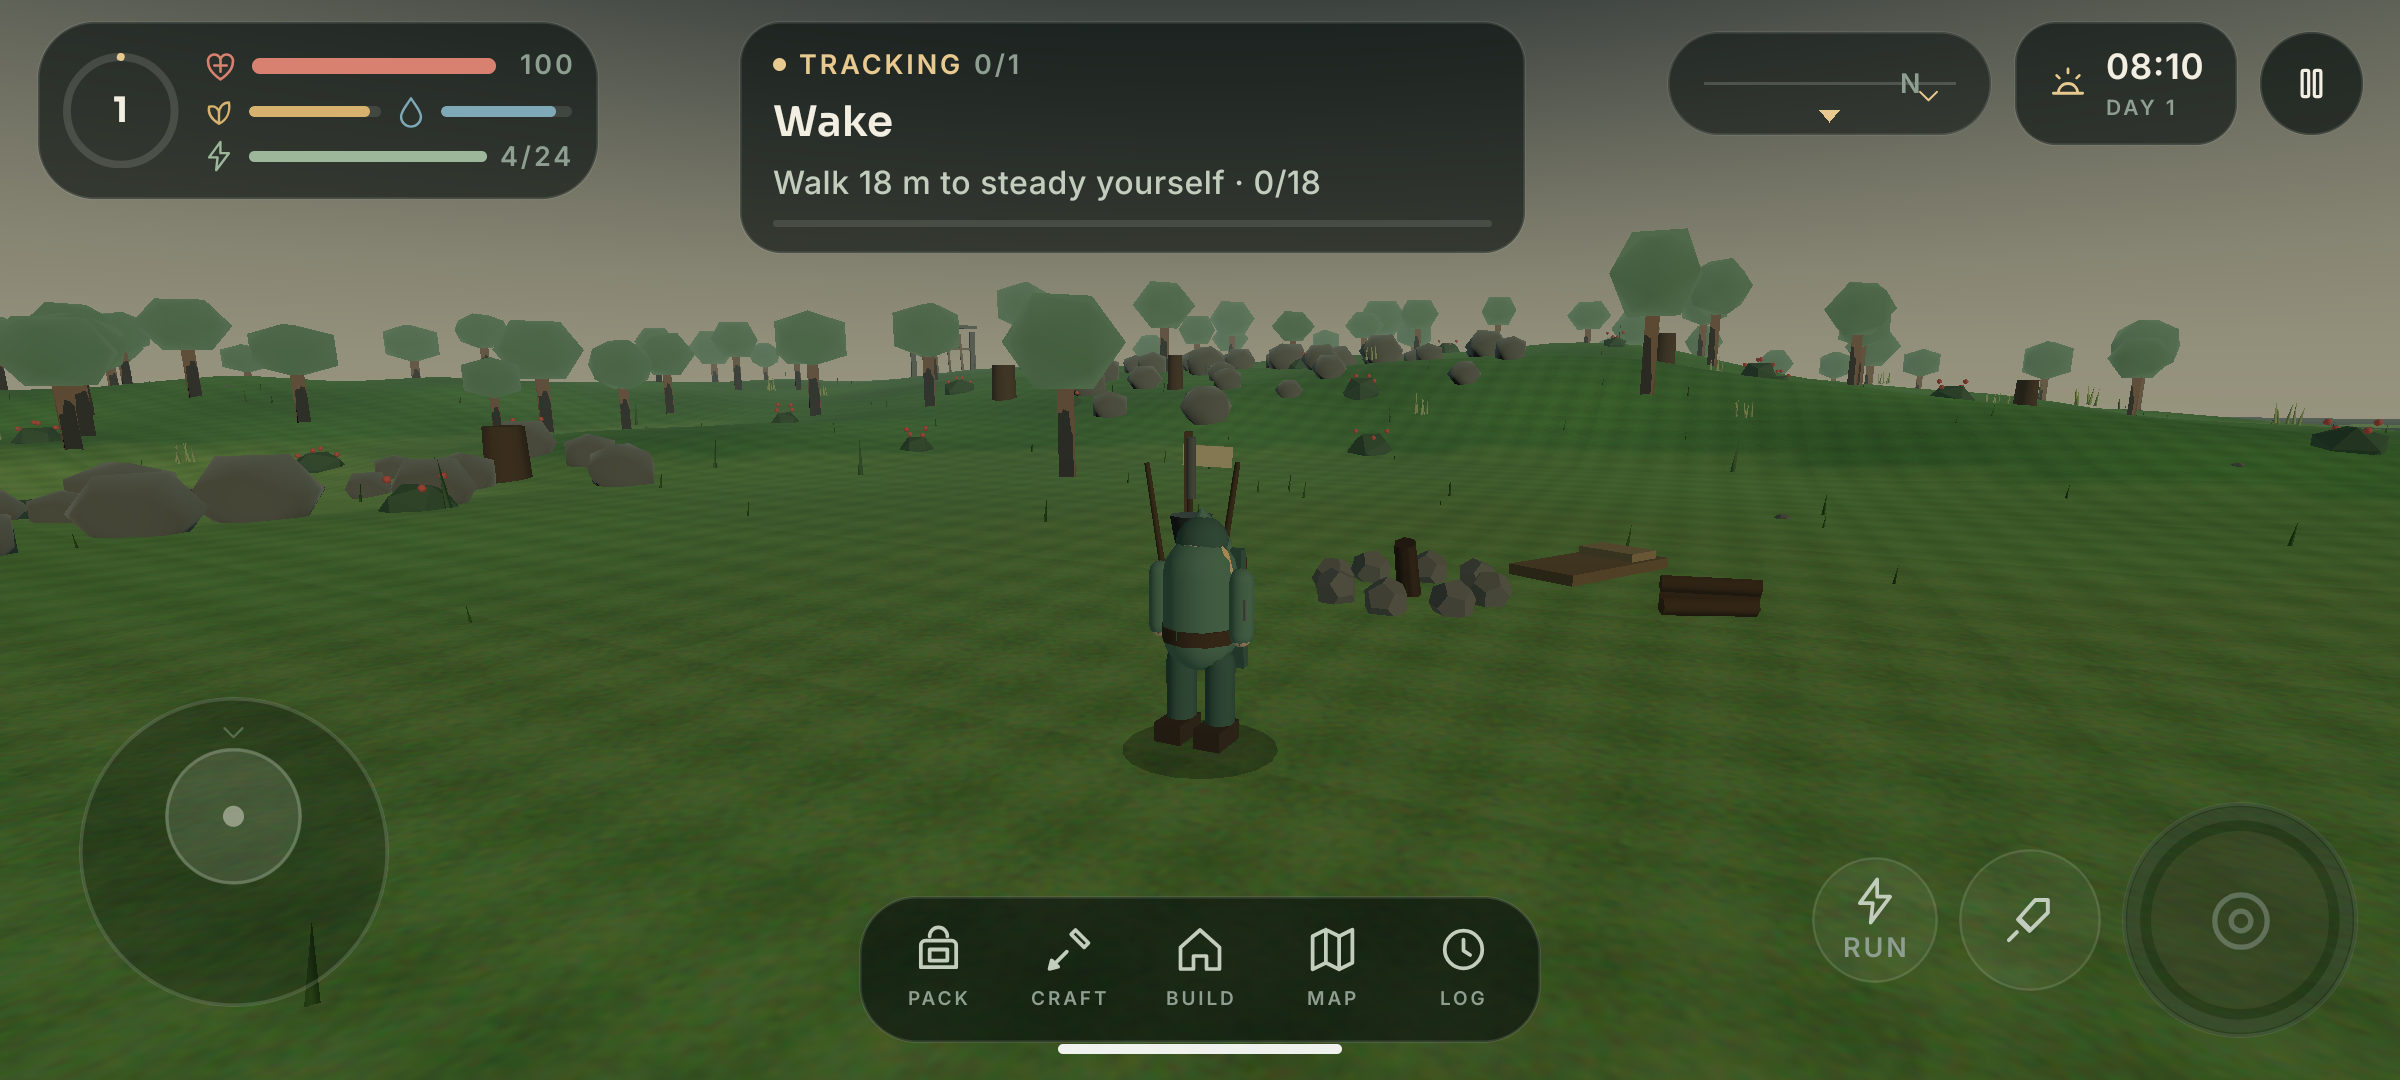 1
100
4/24
TRACKING 0/1
Wake
Walk 18 m to steady yourself · 0/18
N
08:10
DAY 1
RUN
PACK
CRAFT
BUILD
MAP
LOG